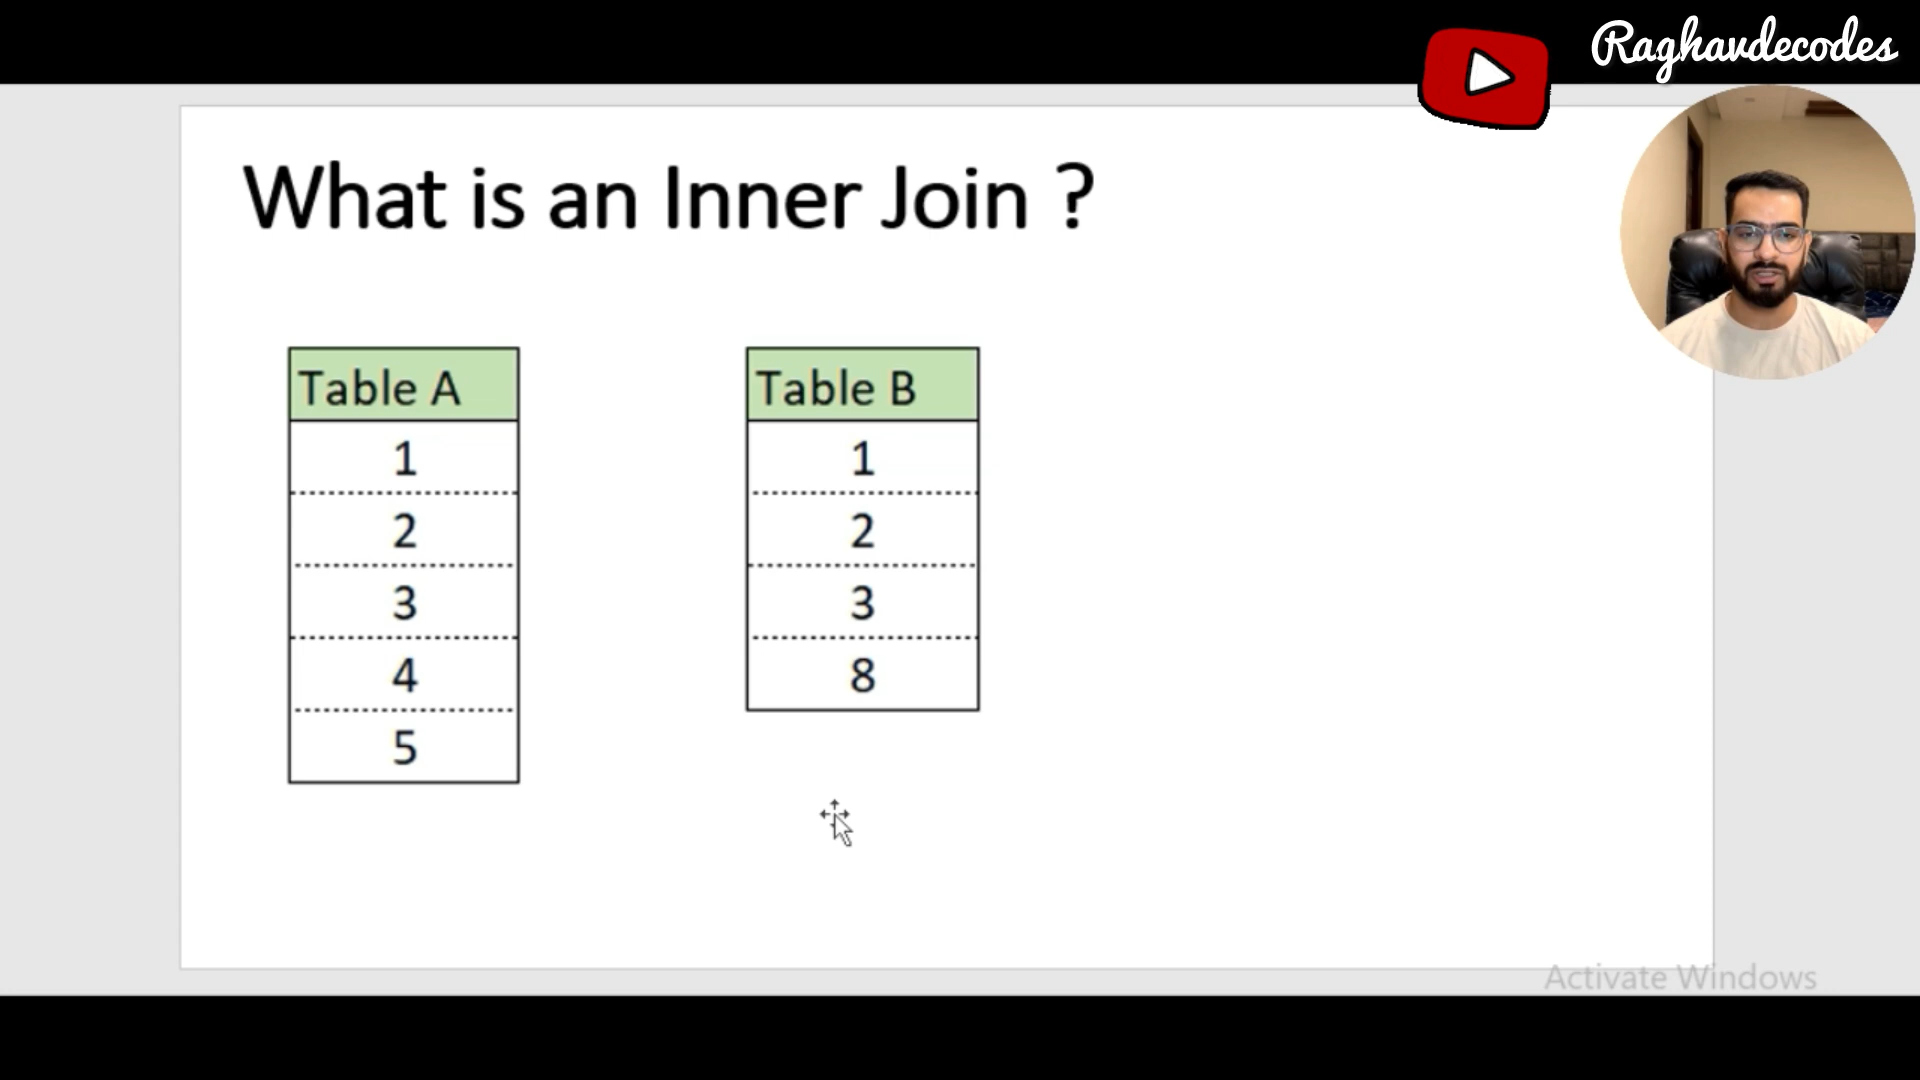 Raghavdecodes
What is an Inner Join ?
Table A
1
2
3
4
5
Table B
1
2
3
8
Activate Windows